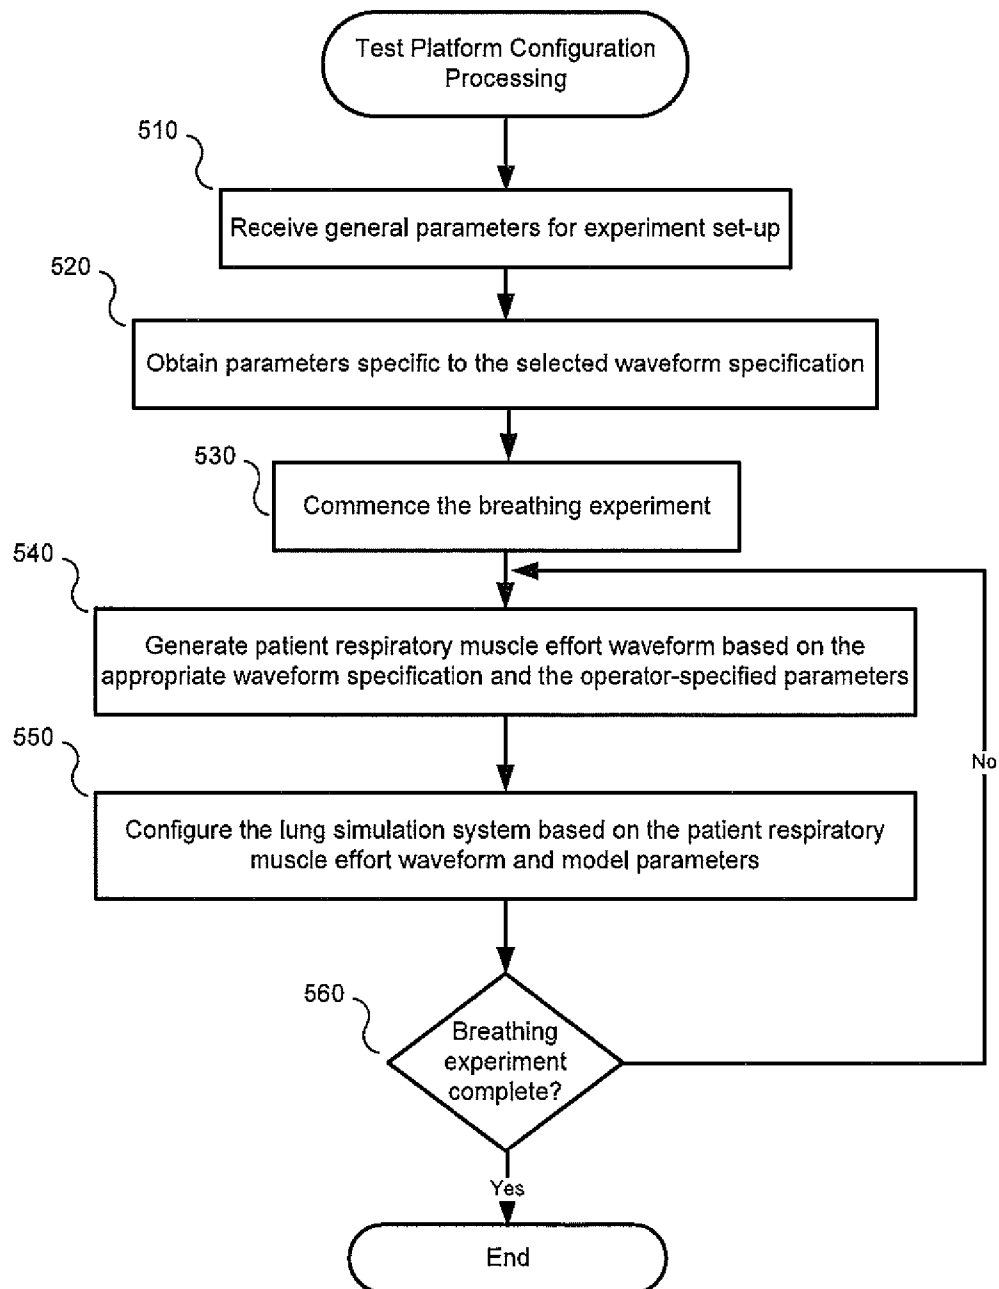 Test Platform Configuration
Processing
510
Receive general parameters for experiment set-up
520
Obtain parameters specific to the selected waveform specification
530
Commence the breathing experiment
540
Generate patient respiratory muscle effort waveform based on the
appropriate waveform specification and the operator-specified parameters
550
Configure the lung simulation system based on the patient respiratory
muscle effort waveform and model parameters
No
560
Breathing
experiment
complete?
Yes
End